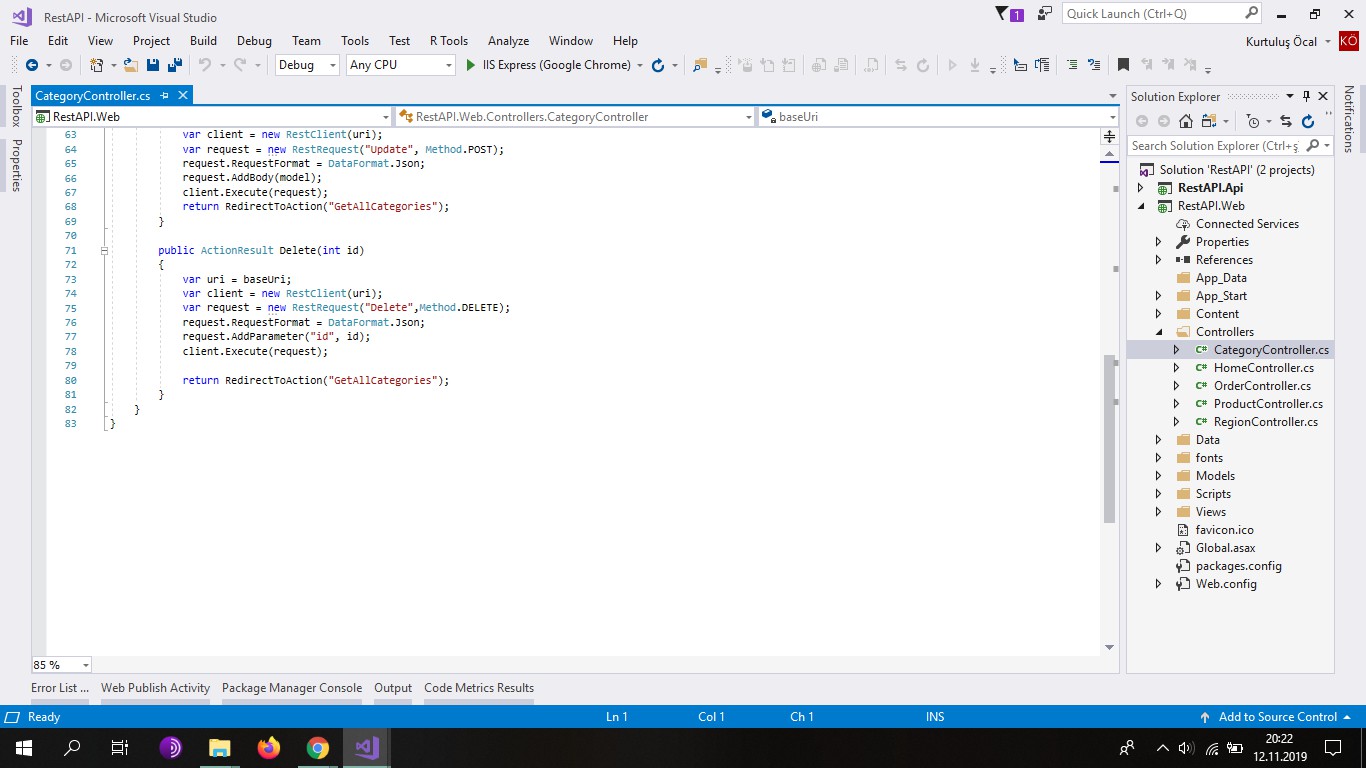 RestAPI - Microsoft Visual Studio
1
Quick Launch (Ctrl+Q)
File Edit View Project Build Debug Team Tools Test R Tools Analyze Window Help
Kurtuluş Öcal KÖ
Debug Any CPU IIS Express (Google Chrome)
Toolbox
Properties
CategoryController.cs
RestAPI.Web RestAPI.Web.Controllers.CategoryController baseUri
63 var client = new RestClient(uri);
64 var request = new RestRequest("Update", Method.POST);
65 request.RequestFormat = DataFormat.Json;
66 request.AddBody(model);
67 client.Execute(request);
68 return RedirectToAction("GetAllCategories");
69 }
70
71 public ActionResult Delete(int id)
72 {
73 var uri = baseUri;
74 var client = new RestClient(uri);
75 var request = new RestRequest("Delete",Method.DELETE);
76 request.RequestFormat = DataFormat.Json;
77 request.AddParameter("id", id);
78 client.Execute(request);
79
80 return RedirectToAction("GetAllCategories");
81 }
82 }
83 }
85 %
Solution Explorer
Search Solution Explorer (Ctrl+ş
Solution 'RestAPI' (2 projects)
RestAPI.Api
RestAPI.Web
Connected Services
Properties
References
App_Data
App_Start
Content
Controllers
C# CategoryController.cs
C# HomeController.cs
C# OrderController.cs
C# ProductController.cs
C# RegionController.cs
Data
fonts
Models
Scripts
Views
favicon.ico
Global.asax
packages.config
Web.config
Notifications
Error List ... Web Publish Activity Package Manager Console Output Code Metrics Results
Ready Ln 1 Col 1 Ch 1 INS Add to Source Control
20:22
12.11.2019